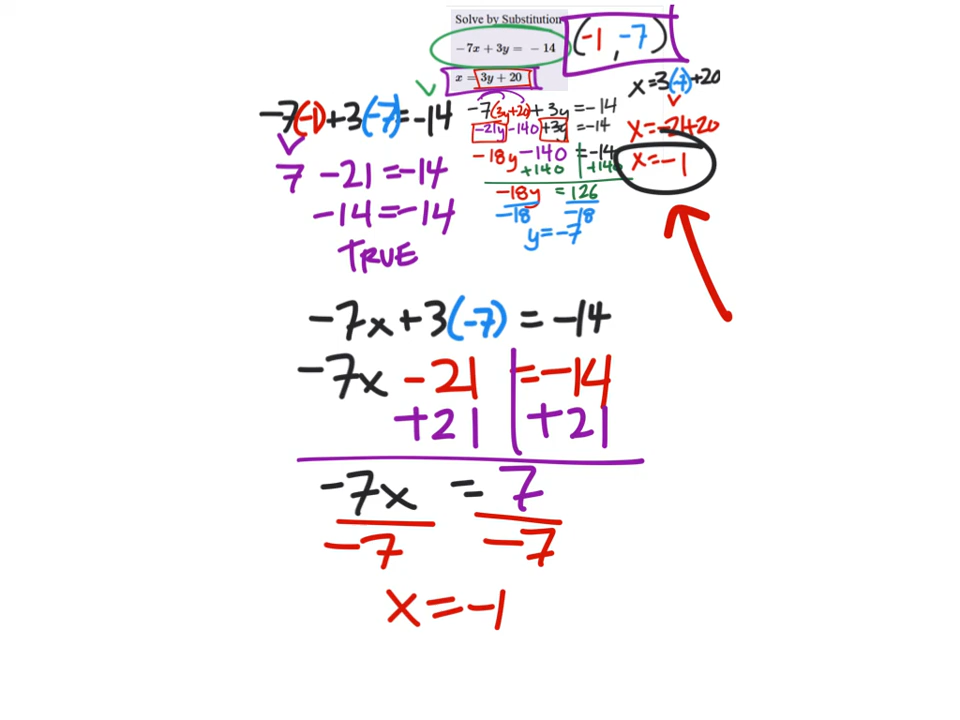 Solve by Substitution
-7x + 3y = -14
x = 3y + 20
(-1, -7)
-7(3y+20)+3y=-14
-21y-140+3y=-14
-18y-140=-14
+140 +140
-18y = 126
-18 -18
y=-7
x=3(-7)+20
x=-21+20
x=-1
-7(-1)+3(-7)=-14
7 -21=-14
-14=-14
TRUE
-7x+3(-7)=-14
-7x -21 =-14
+21 +21
-7x = 7
-7 -7
x=-1